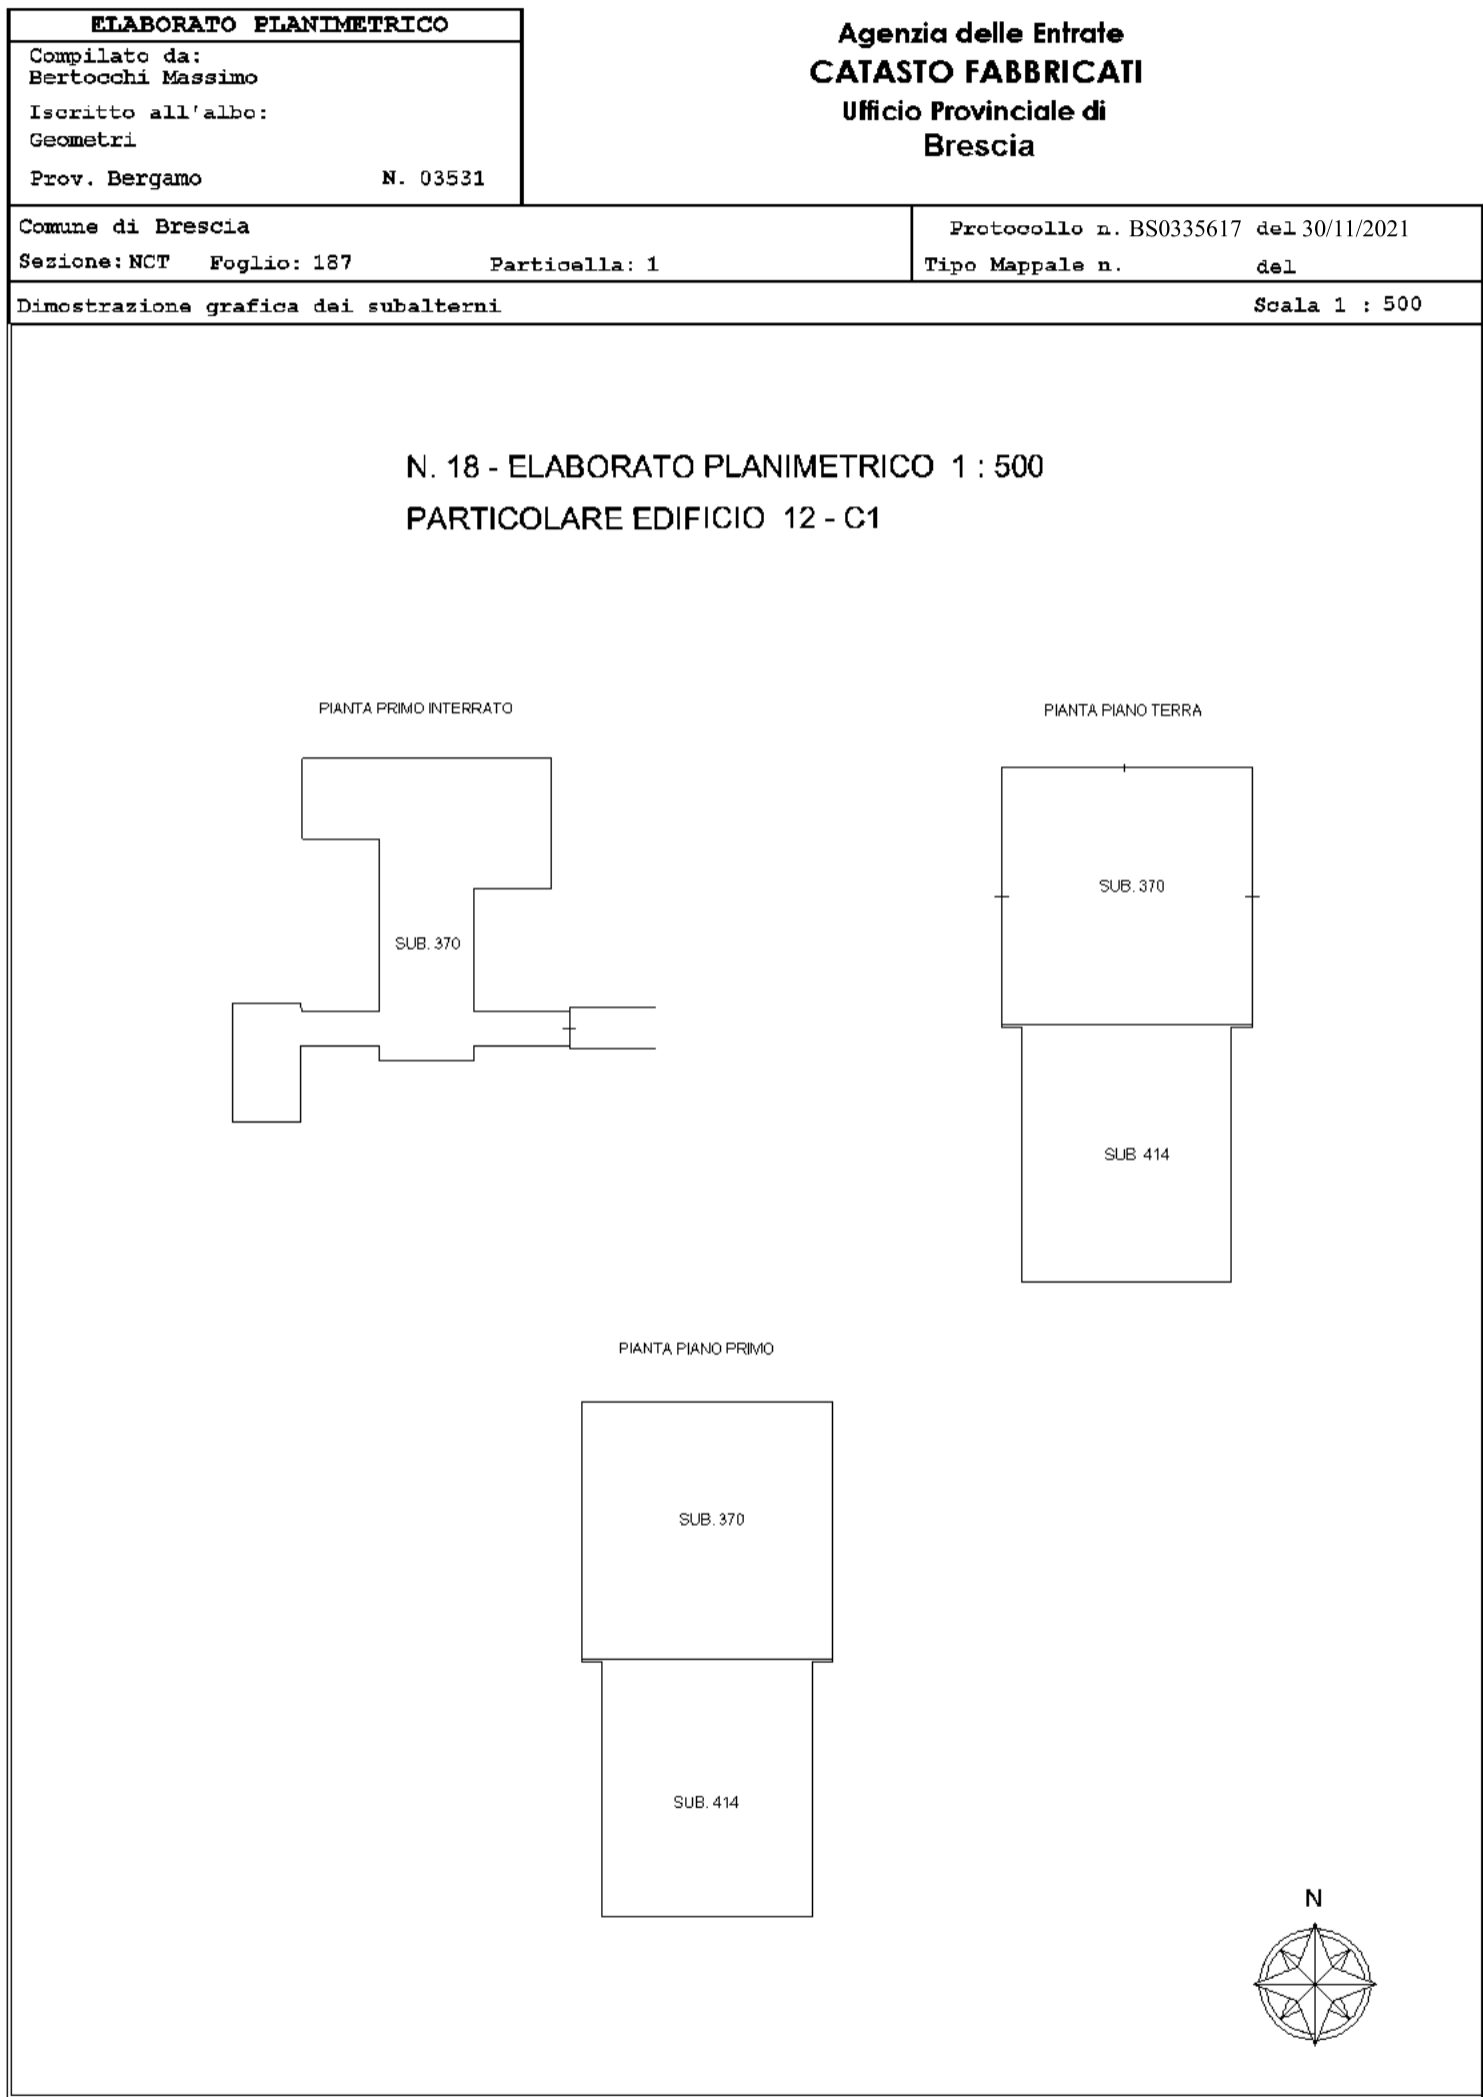 ELABORATO PLANIMETRICO
Compilato da:
Bertocchi Massimo
Iscritto all'albo:
Geometri
Prov. Bergamo N. 03531
Agenzia delle Entrate
CATASTO FABBRICATI
Ufficio Provinciale di
Brescia
Comune di Brescia
Sezione: NCT Foglio: 187 Particella: 1
Protocollo n. BS0335617 del 30/11/2021
Tipo Mappale n. del
Dimostrazione grafica dei subalterni Scala 1 : 500
N. 18 - ELABORATO PLANIMETRICO 1 : 500
PARTICOLARE EDIFICIO 12 - C1
PIANTA PRIMO INTERRATO
SUB. 370
PIANTA PIANO TERRA
SUB. 370
SUB 414
PIANTA PIANO PRIMO
SUB. 370
SUB. 414
N